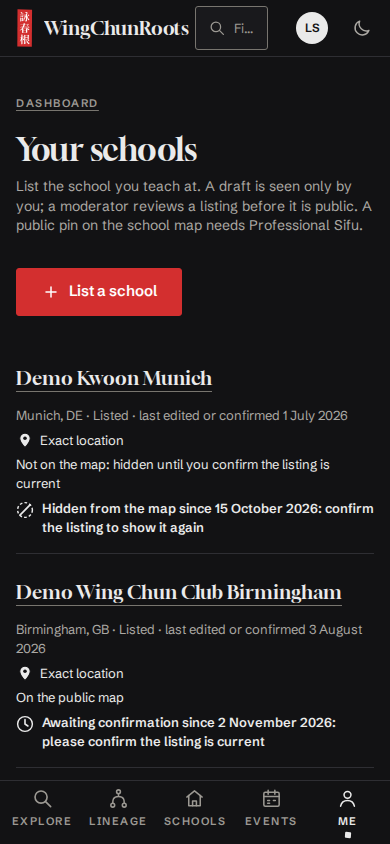 詠春根
WingChunRoots
Fi...
LS
DASHBOARD
Your schools
List the school you teach at. A draft is seen only by
you; a moderator reviews a listing before it is public. A
public pin on the school map needs Professional Sifu.
+ List a school
Demo Kwoon Munich
Munich, DE · Listed · last edited or confirmed 1 July 2026
Exact location
Not on the map: hidden until you confirm the listing is
current
Hidden from the map since 15 October 2026: confirm
the listing to show it again
Demo Wing Chun Club Birmingham
Birmingham, GB · Listed · last edited or confirmed 3 August
2026
Exact location
On the public map
Awaiting confirmation since 2 November 2026:
please confirm the listing is current
EXPLORE LINEAGE SCHOOLS EVENTS ME